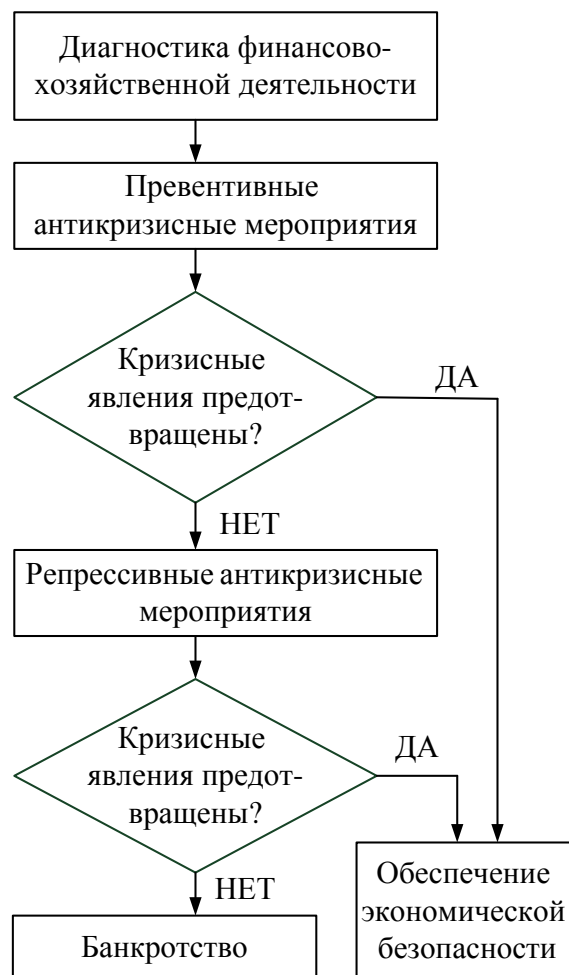 Диагностика финансово-
хозяйственной деятельности
Превентивные
антикризисные мероприятия
Кризисные
явления предот-
вращены?
ДА
НЕТ
Репрессивные антикризисные
мероприятия
Кризисные
явления предот-
вращены?
ДА
НЕТ
Банкротство
Обеспечение
экономической
безопасности